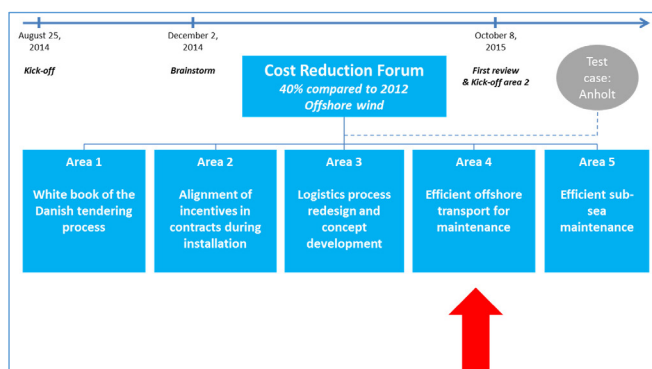 August 25,
2014
Kick-off
December 2,
2014
Brainstorm
October 8,
2015
First review
& Kick-off area 2
Cost Reduction Forum
40% compared to 2012
Offshore wind
Test
case:
Anholt
Area 1
White book of the
Danish tendering
process
Area 2
Alignment of
incentives in
contracts during
installation
Area 3
Logistics process
redesign and
concept
development
Area 4
Efficient offshore
transport for
maintenance
Area 5
Efficient sub-
sea
maintenance